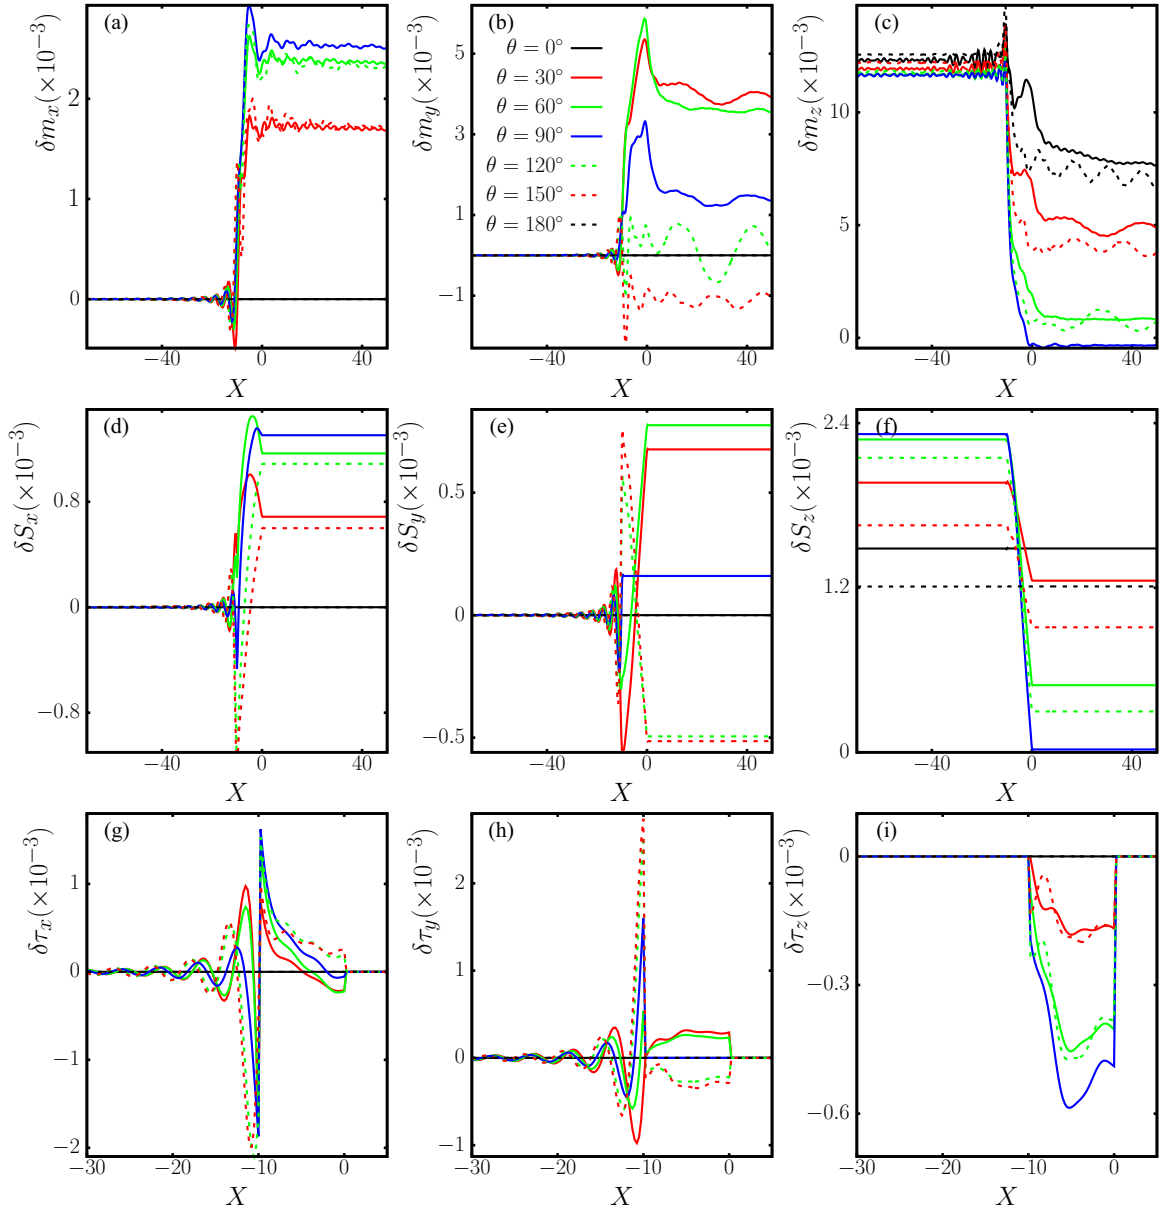 (a)
δm_x(×10⁻³)
2
1
0
−40
0
40
X
(b)
δm_y(×10⁻³)
5
3
1
−1
θ = 0°
θ = 30°
θ = 60°
θ = 90°
θ = 120°
θ = 150°
θ = 180°
−40
0
40
X
(c)
δm_z(×10⁻³)
10
5
0
−40
0
40
X
(d)
δS_x(×10⁻³)
0.8
0
−0.8
−40
0
40
X
(e)
δS_y(×10⁻³)
0.5
0
−0.5
−40
0
40
X
(f)
δS_z(×10⁻³)
2.4
1.2
0
−40
0
40
X
(g)
δτ_x(×10⁻³)
1
0
−1
−2
−30
−20
−10
0
X
(h)
δτ_y(×10⁻³)
2
1
0
−1
−30
−20
−10
0
X
(i)
δτ_z(×10⁻³)
0
−0.3
−0.6
−30
−20
−10
0
X